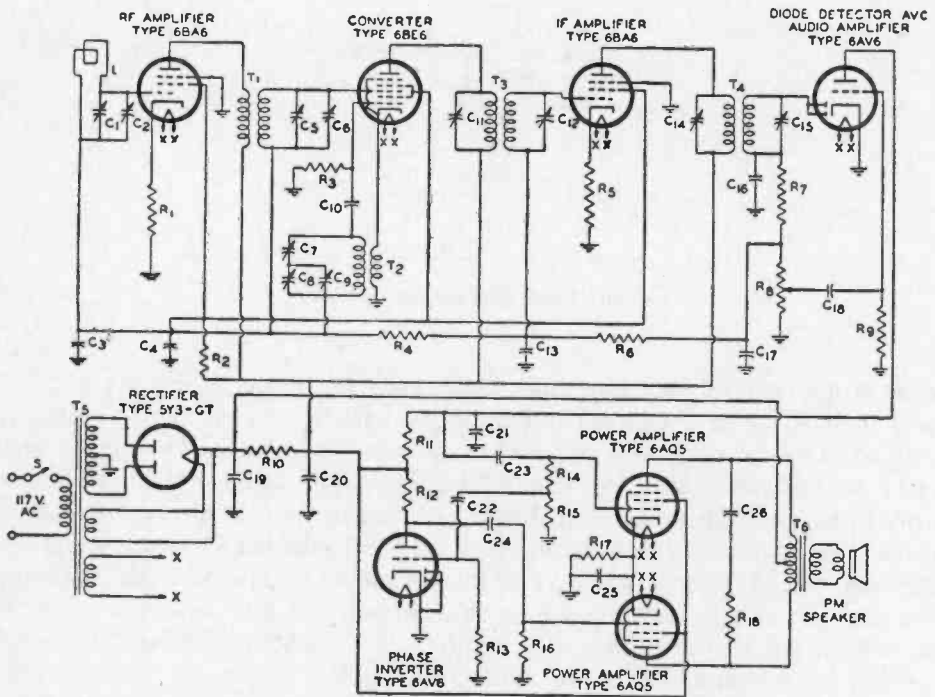 RF AMPLIFIER
TYPE 6BA6
CONVERTER
TYPE 6BE6
IF AMPLIFIER
TYPE 6BA6
DIODE DETECTOR AVC
AUDIO AMPLIFIER
TYPE 6AV6
L
C1
C2
X X
R1
T1
C5
C6
X X
R3
C10
C7
C8
C9
T2
T3
C11
C12
X X
R5
T4
C14
C15
X X
C16
R7
R8
C18
R9
C3
C4
R2
R4
C13
R6
C17
RECTIFIER
TYPE 5Y3-GT
T5
S
117 V.
AC
R10
C19
C20
X
X
R11
R12
C21
C23
C22
C24
R14
R15
POWER AMPLIFIER
TYPE 6AQ5
R17
C25
X X
X X
C26
R18
T6
PM
SPEAKER
R13
R16
PHASE
INVERTER
TYPE 6AV6
POWER AMPLIFIER
TYPE 6AQ5